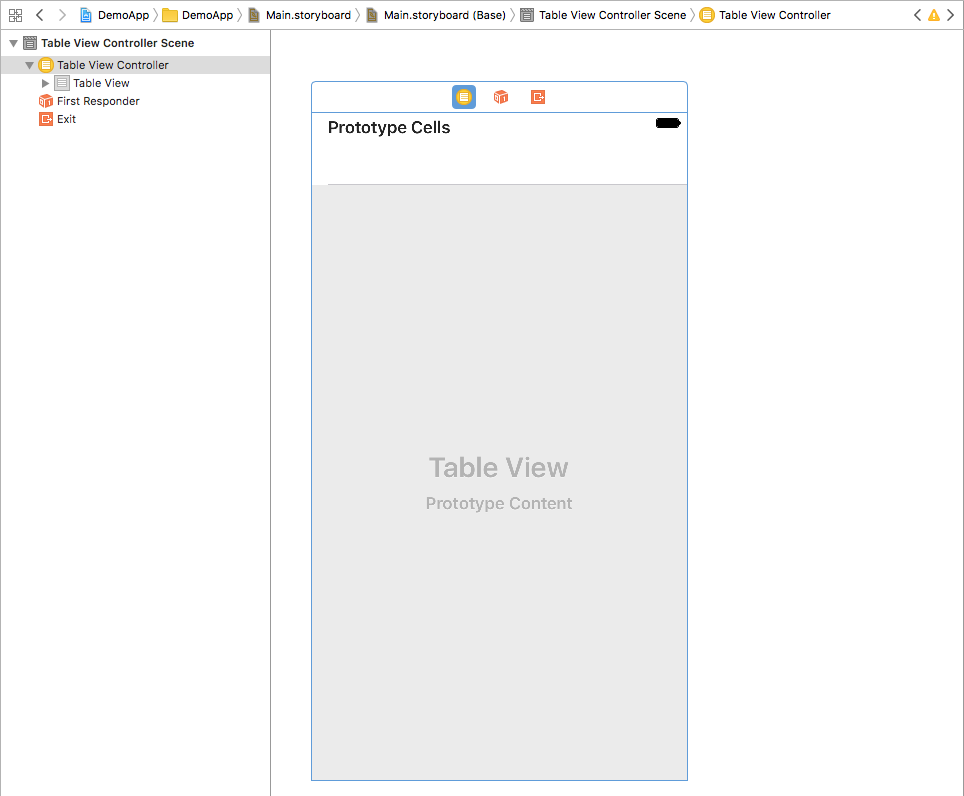 DemoApp DemoApp Main.storyboard Main.storyboard (Base) Table View Controller Scene Table View Controller
Table View Controller Scene
Table View Controller
Table View
First Responder
Exit
Prototype Cells
Table View
Prototype Content